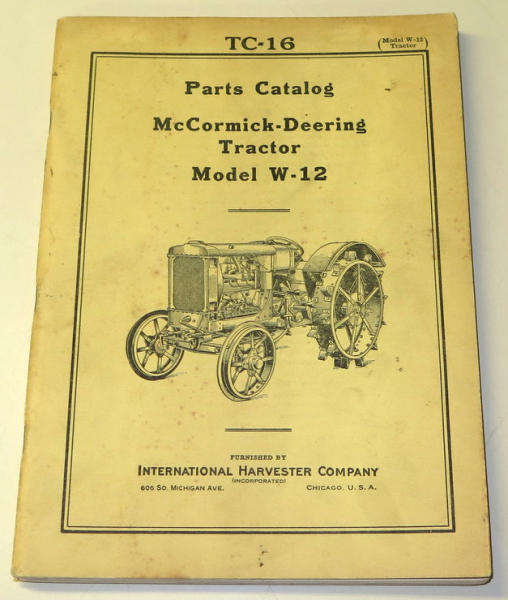 TC-16
(Model W-12
Tractor)
Parts Catalog
McCormick-Deering
Tractor
Model W-12
FURNISHED BY
INTERNATIONAL HARVESTER COMPANY
(INCORPORATED)
606 SO. MICHIGAN AVE. CHICAGO, U. S. A.